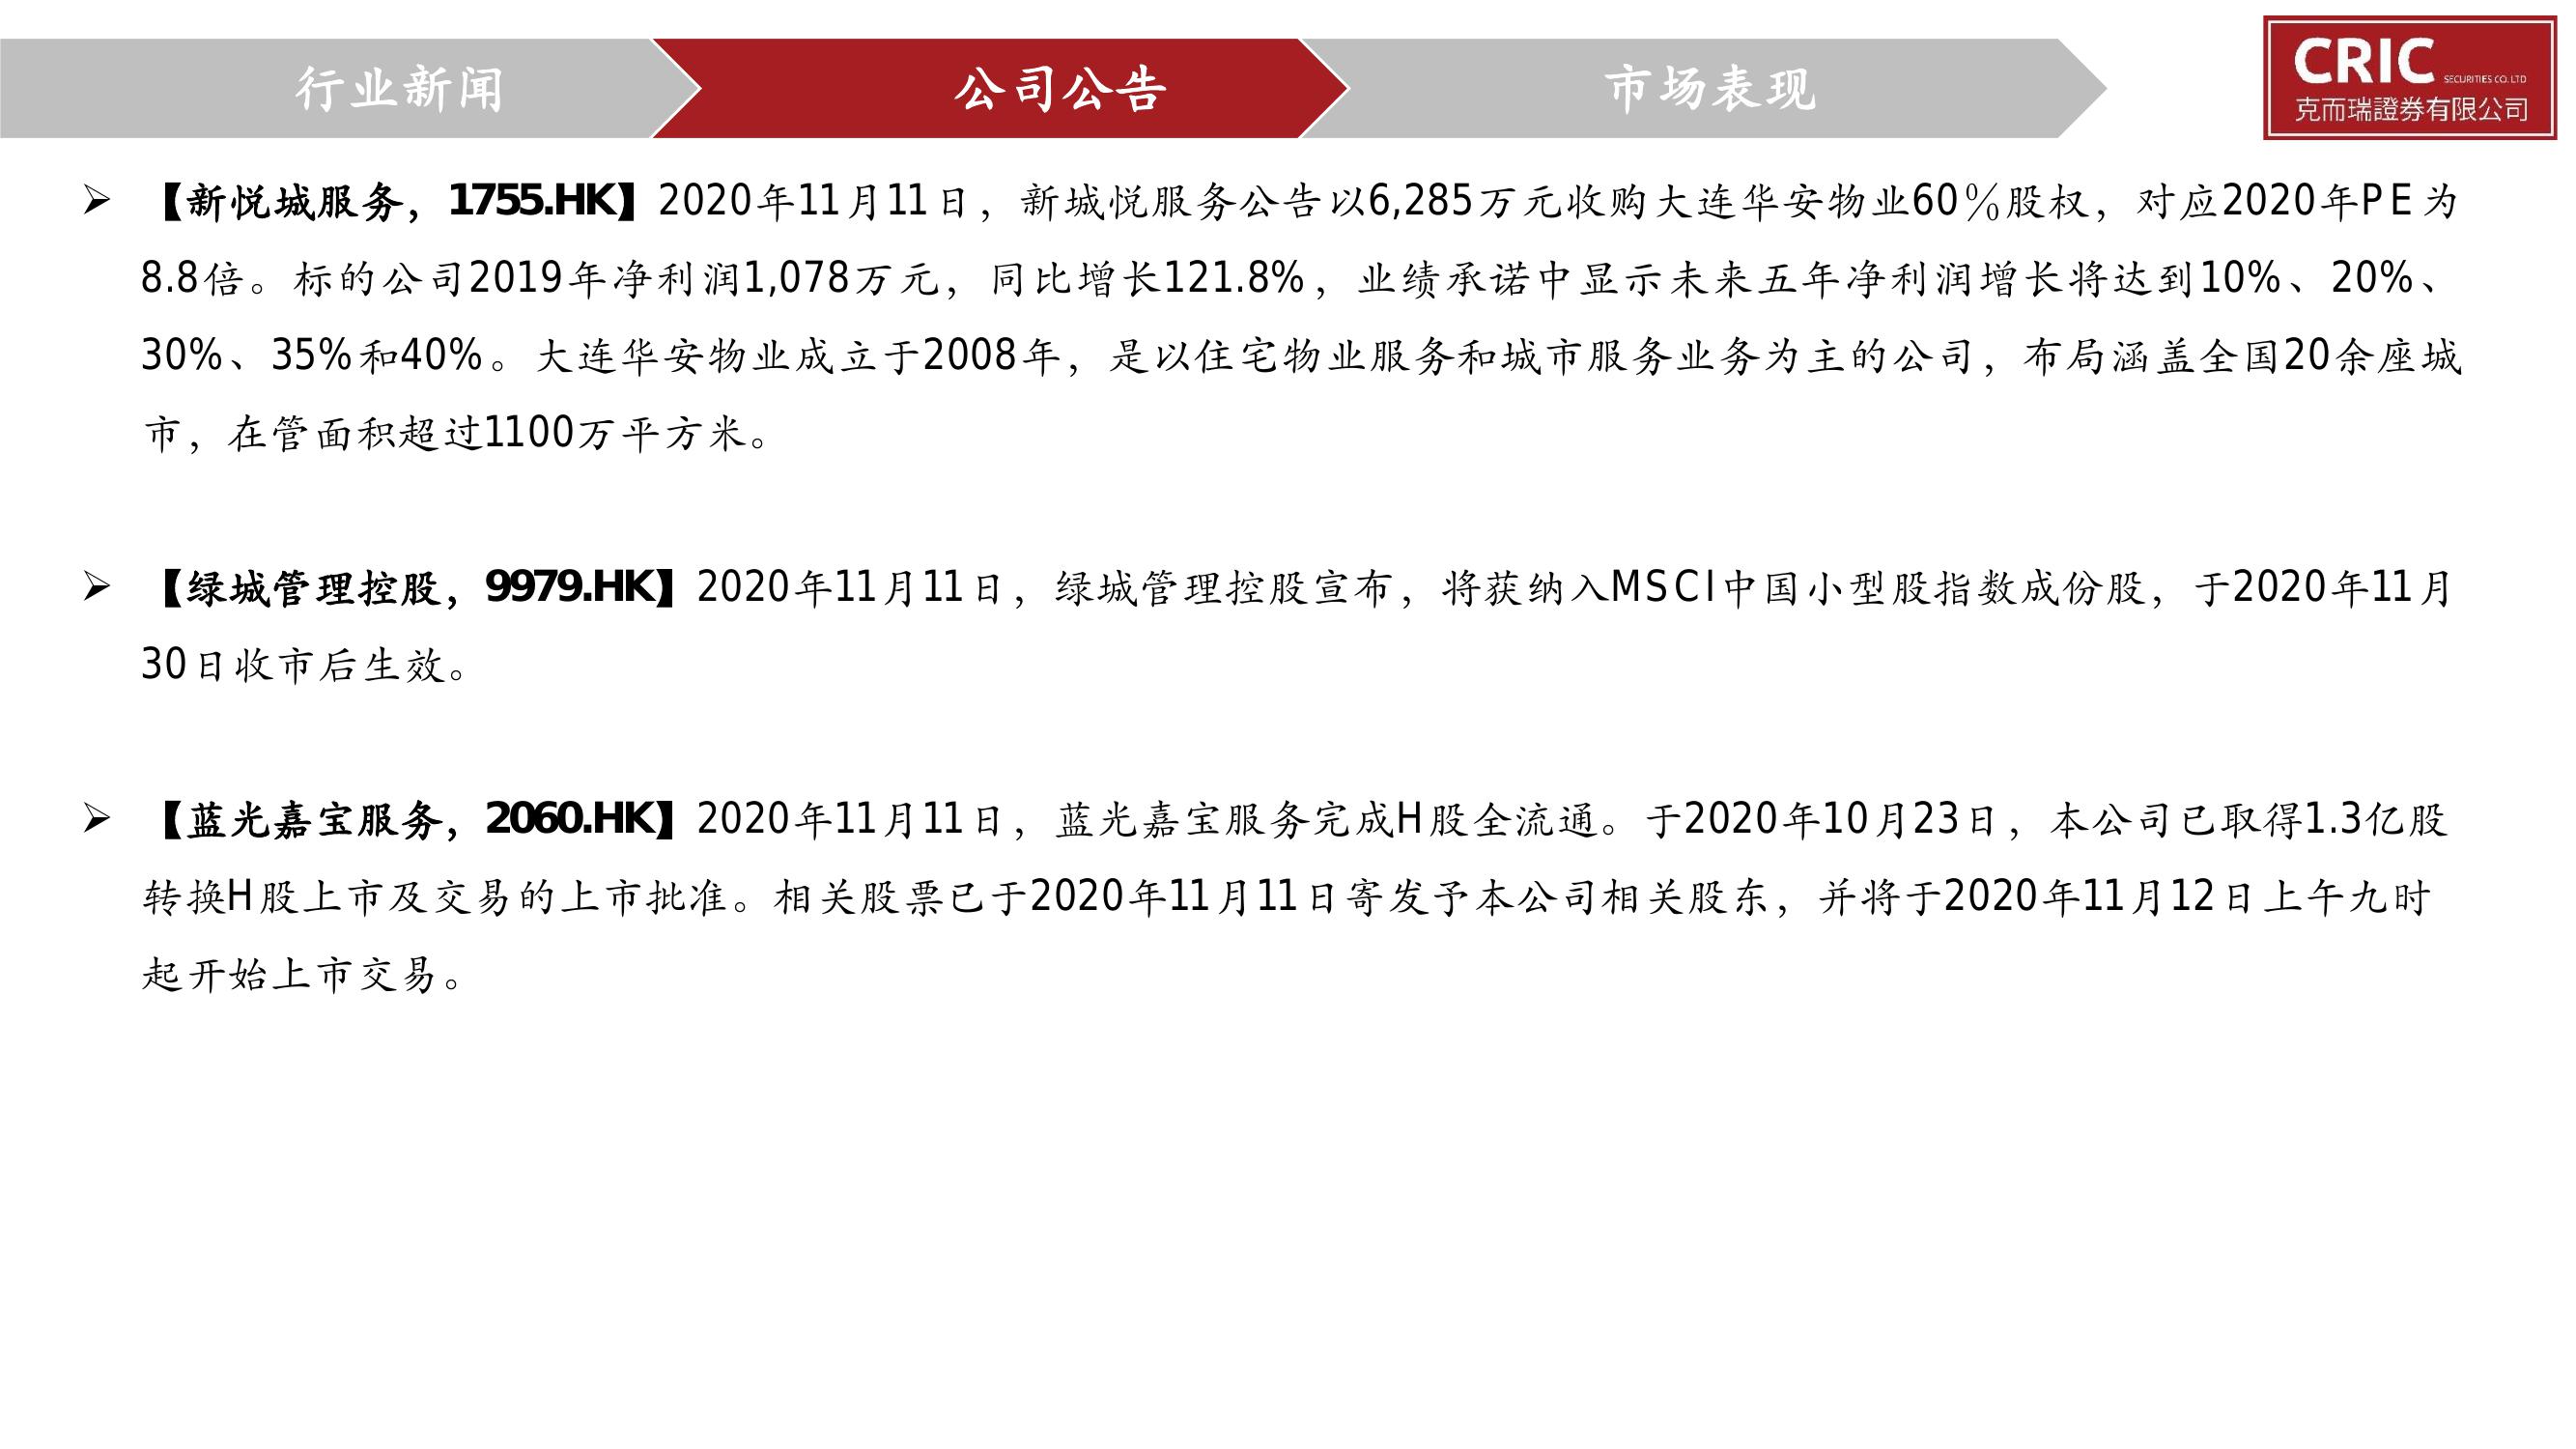 行业新闻
公司公告
市场表现
CRIC SECURITIES CO. LTD
克而瑞證券有限公司
➢ 【新悦城服务，1755.HK】2020年11月11日，新城悦服务公告以6,285万元收购大连华安物业60%股权，对应2020年PE为
8.8倍。标的公司2019年净利润1,078万元，同比增长121.8%，业绩承诺中显示未来五年净利润增长将达到10%、20%、
30%、35%和40%。大连华安物业成立于2008年，是以住宅物业服务和城市服务业务为主的公司，布局涵盖全国20余座城
市，在管面积超过1100万平方米。
➢ 【绿城管理控股，9979.HK】2020年11月11日，绿城管理控股宣布，将获纳入MSCI中国小型股指数成份股，于2020年11月
30日收市后生效。
➢ 【蓝光嘉宝服务，2060.HK】2020年11月11日，蓝光嘉宝服务完成H股全流通。于2020年10月23日，本公司已取得1.3亿股
转换H股上市及交易的上市批准。相关股票已于2020年11月11日寄发予本公司相关股东，并将于2020年11月12日上午九时
起开始上市交易。